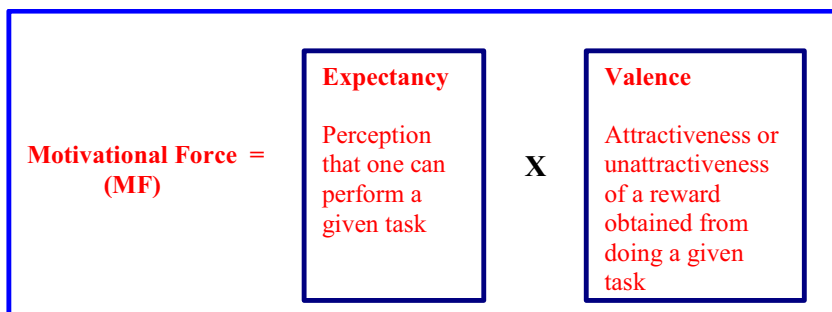 Motivational Force =
(MF)
Expectancy
Perception
that one can
perform a
given task
X
Valence
Attractiveness or
unattractiveness
of a reward
obtained from
doing a given
task